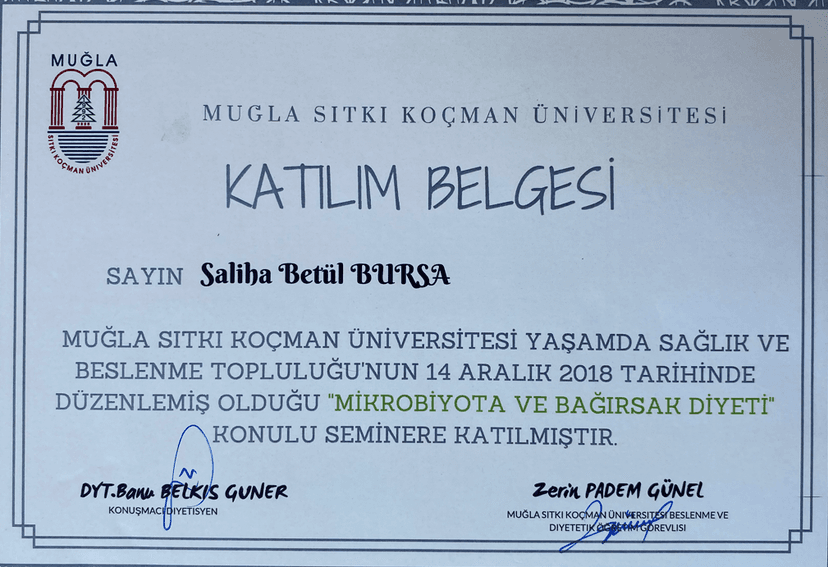 MUĞLA
SITKI KOÇMAN ÜNİVERSİTESİ
MUGLA SITKI KOÇMAN ÜNİVERSİTESİ
KATILIM BELGESİ
SAYIN Saliha Betül BURSA
MUĞLA SITKI KOÇMAN ÜNİVERSİTESİ YAŞAMDA SAĞLIK VE
BESLENME TOPLULUĞU'NUN 14 ARALIK 2018 TARİHİNDE
DÜZENLEMİŞ OLDUĞU "MİKROBİYOTA VE BAĞIRSAK DİYETİ"
KONULU SEMİNERE KATILMIŞTIR.
DYT.Banu BELKIS GUNER
KONUŞMACI DİYETİSYEN
Zerin PADEM GÜNEL
MUGLA SITKI KOÇMAN ÜNİVERSİTESİ BESLENME VE
DİYETETİK ÖĞRETİM GÖREVLISI